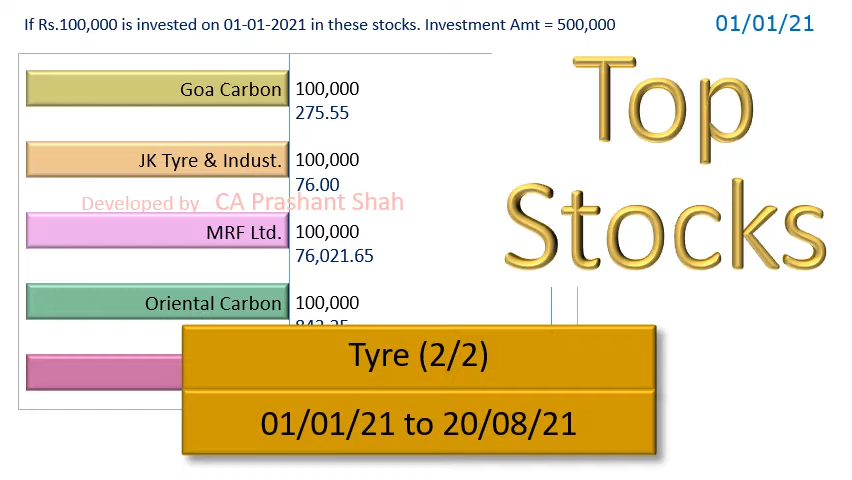 If Rs.100,000 is invested on 01-01-2021 in these stocks. Investment Amt = 500,000
01/01/21
Top
Stocks
Goa Carbon 100,000
275.55
JK Tyre & Indust. 100,000
76.00
Developed by CA Prashant Shah
MRF Ltd. 100,000
76,021.65
Oriental Carbon 100,000
Tyre (2/2)
01/01/21 to 20/08/21